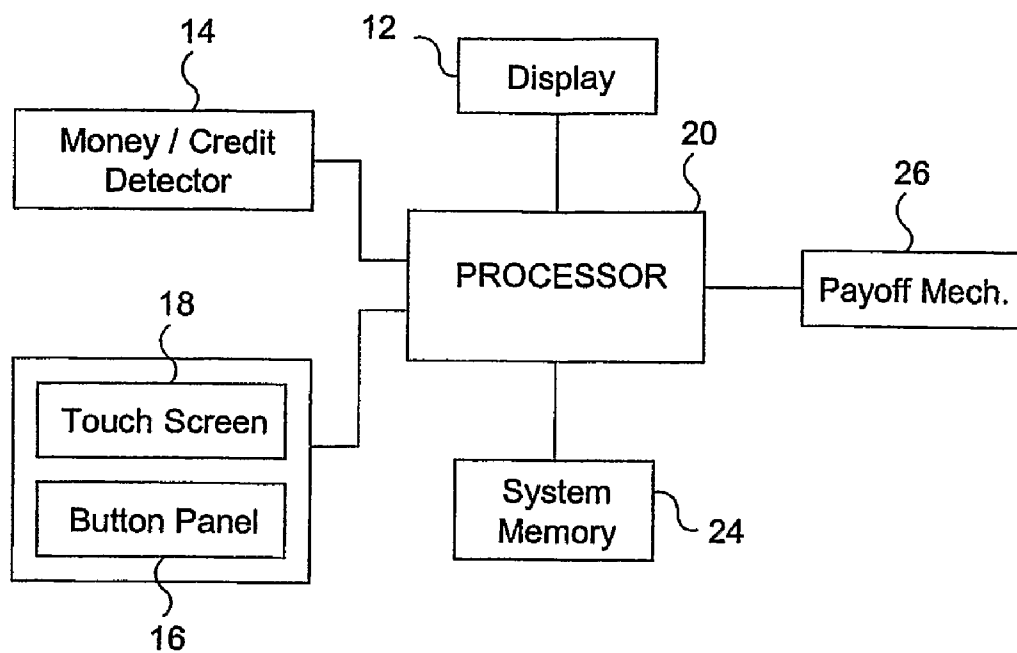 14
12
Display
Money / Credit
Detector
20
26
PROCESSOR
Payoff Mech.
18
Touch Screen
Button Panel
System
Memory
24
16